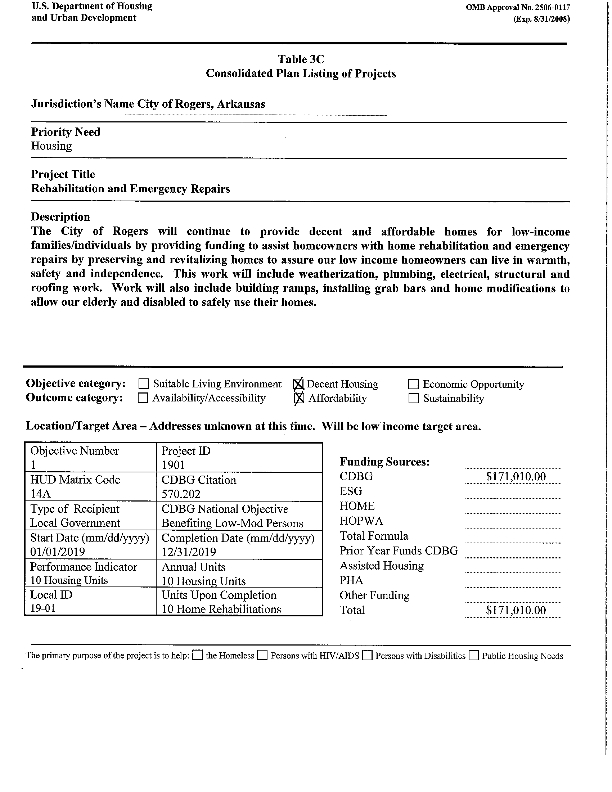 U.S. Department of Housing
and Urban Development
OMB Approval No. 2506-0117
(Exp. 8/31/2008)
Table 3C
Consolidated Plan Listing of Projects
Jurisdiction's Name City of Rogers, Arkansas
Priority Need
Housing
Project Title
Rehabilitation and Emergency Repairs
Description
The City of Rogers will continue to provide decent and affordable homes for low-income
families/individuals by providing funding to assist homeowners with home rehabilitation and emergency
repairs by preserving and revitalizing homes to assure our low income homeowners can live in warmth,
safety and independence. This work will include weatherization, plumbing, electrical, structural and
roofing work. Work will also include building ramps, installing grab bars and home modifications to
allow our elderly and disabled to safely use their homes.
Objective category: ☐ Suitable Living Environment ☒ Decent Housing ☐ Economic Opportunity
Outcome category: ☐ Availability/Accessibility ☒ Affordability ☐ Sustainability
Location/Target Area – Addresses unknown at this time. Will be low income target area.
Objective Number Project ID
1 1901
HUD Matrix Code CDBG Citation
14A 570.202
Type of Recipient CDBG National Objective
Local Government Benefiting Low-Mod Persons
Start Date (mm/dd/yyyy) Completion Date (mm/dd/yyyy)
01/01/2019 12/31/2019
Performance Indicator Annual Units
10 Housing Units 10 Housing Units
Local ID Units Upon Completion
19-01 10 Home Rehabilitations
Funding Sources:
CDBG $171,010.00
ESG
HOME
HOPWA
Total Formula
Prior Year Funds CDBG
Assisted Housing
PHA
Other Funding
Total $171,010.00
The primary purpose of the project is to help: ☐ the Homeless ☐ Persons with HIV/AIDS ☐ Persons with Disabilities ☐ Public Housing Needs